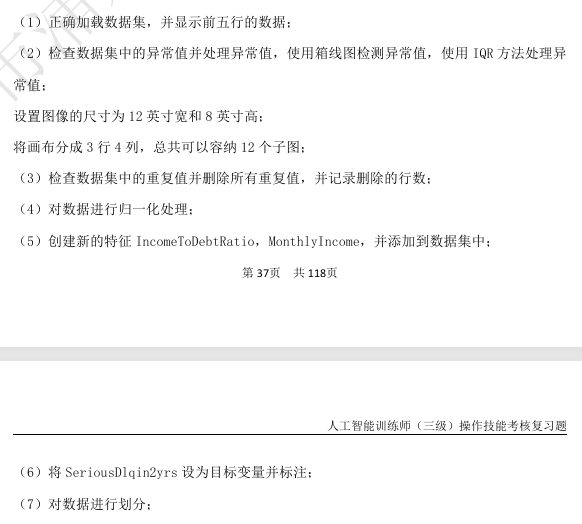 （1）正确加载数据集，并显示前五行的数据；
（2）检查数据集中的异常值并处理异常值，使用箱线图检测异常值，使用 IQR 方法处理异
常值；
设置图像的尺寸为 12 英寸宽和 8 英寸高；
将画布分成 3 行 4 列，总共可以容纳 12 个子图；
（3）检查数据集中的重复值并删除所有重复值，并记录删除的行数；
（4）对数据进行归一化处理；
（5）创建新的特征 IncomeToDebtRatio，MonthlyIncome，并添加到数据集中；
第 37页 共 118页
人工智能训练师（三级）操作技能考核复习题
（6）将 SeriousDlqin2yrs 设为目标变量并标注；
（7）对数据进行划分；